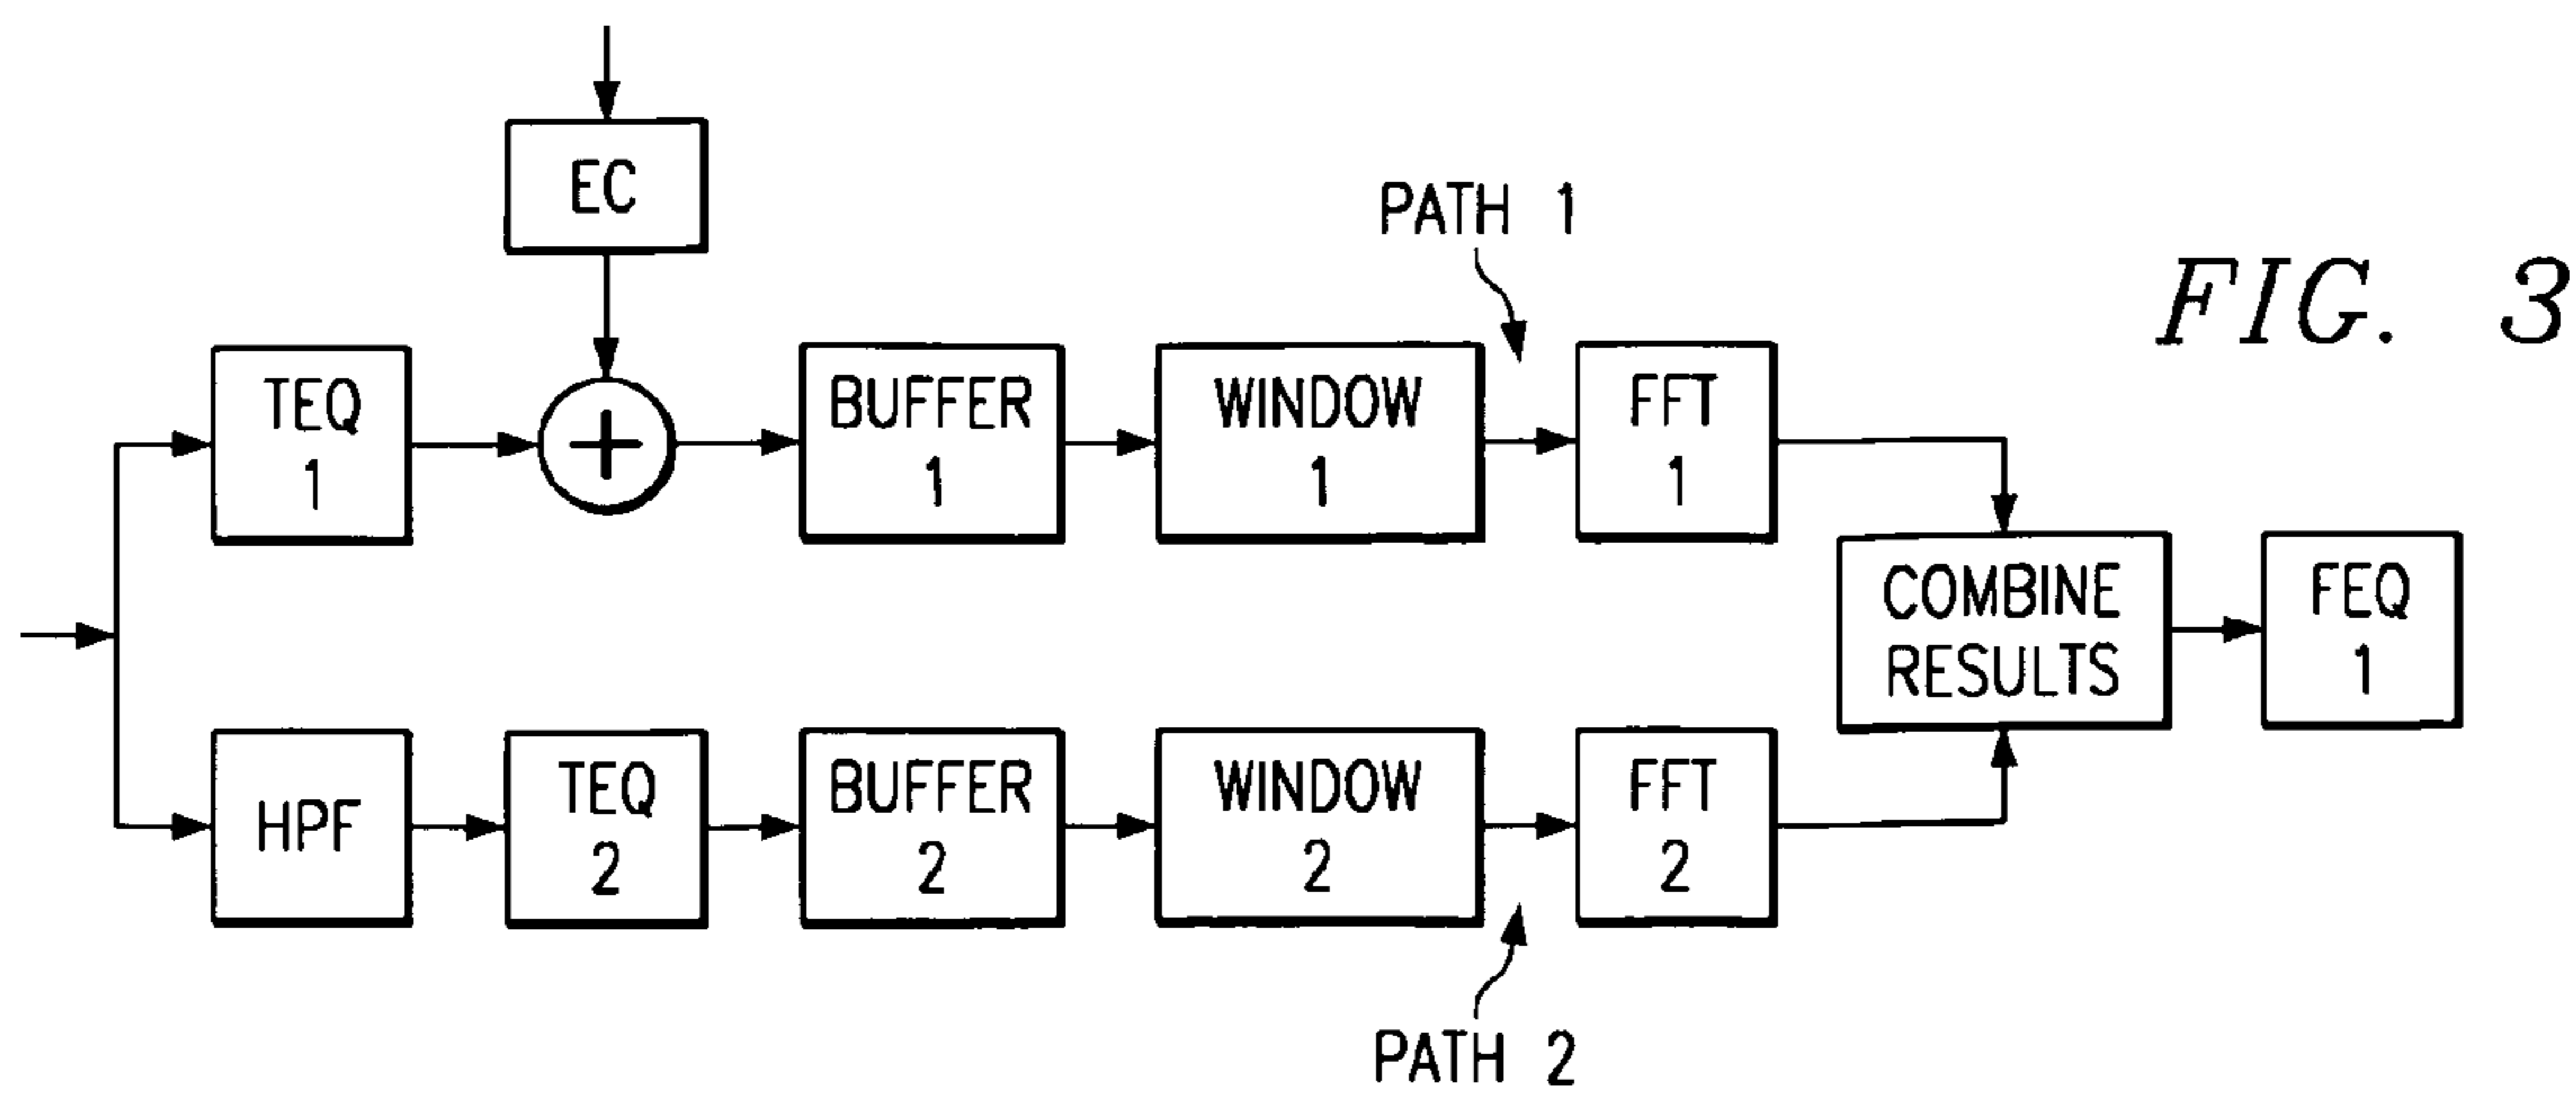 EC
PATH 1
FIG. 3
TEQ
1
+
BUFFER
1
WINDOW
1
FFT
1
COMBINE
RESULTS
FEQ
1
HPF
TEQ
2
BUFFER
2
WINDOW
2
FFT
2
PATH 2